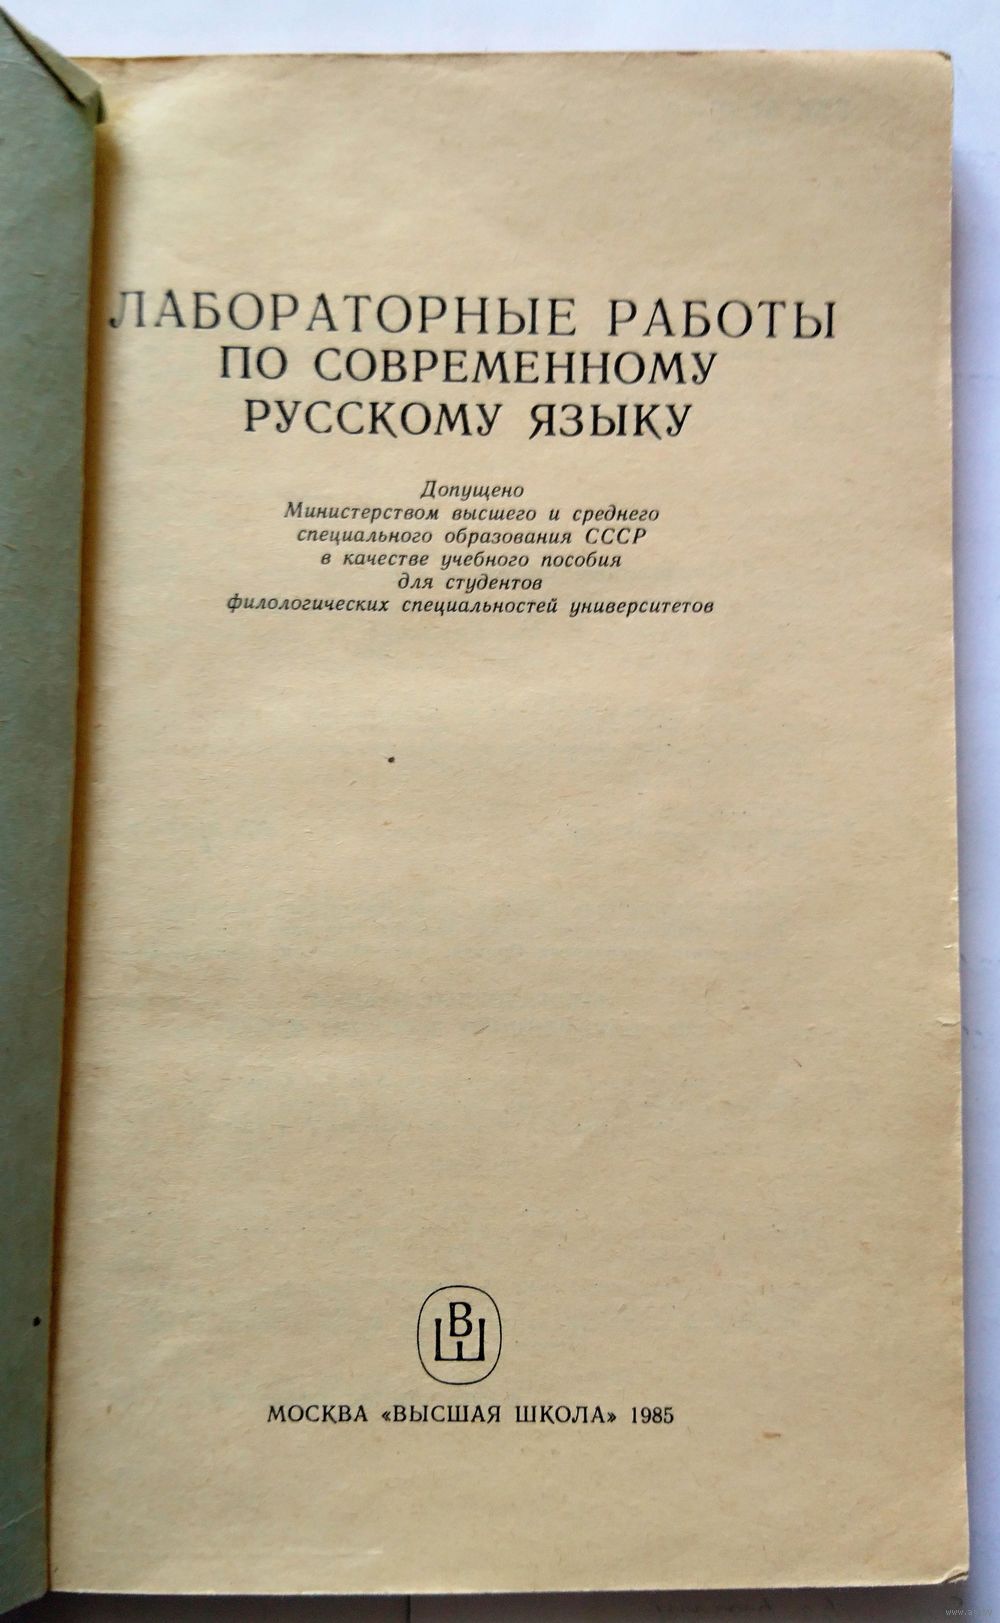 ЛАБОРАТОРНЫЕ РАБОТЫ
ПО СОВРЕМЕННОМУ
РУССКОМУ ЯЗЫКУ
Допущено
Министерством высшего и среднего
специального образования СССР
в качестве учебного пособия
для студентов
филологических специальностей университетов
ВШ
МОСКВА «ВЫСШАЯ ШКОЛА» 1985